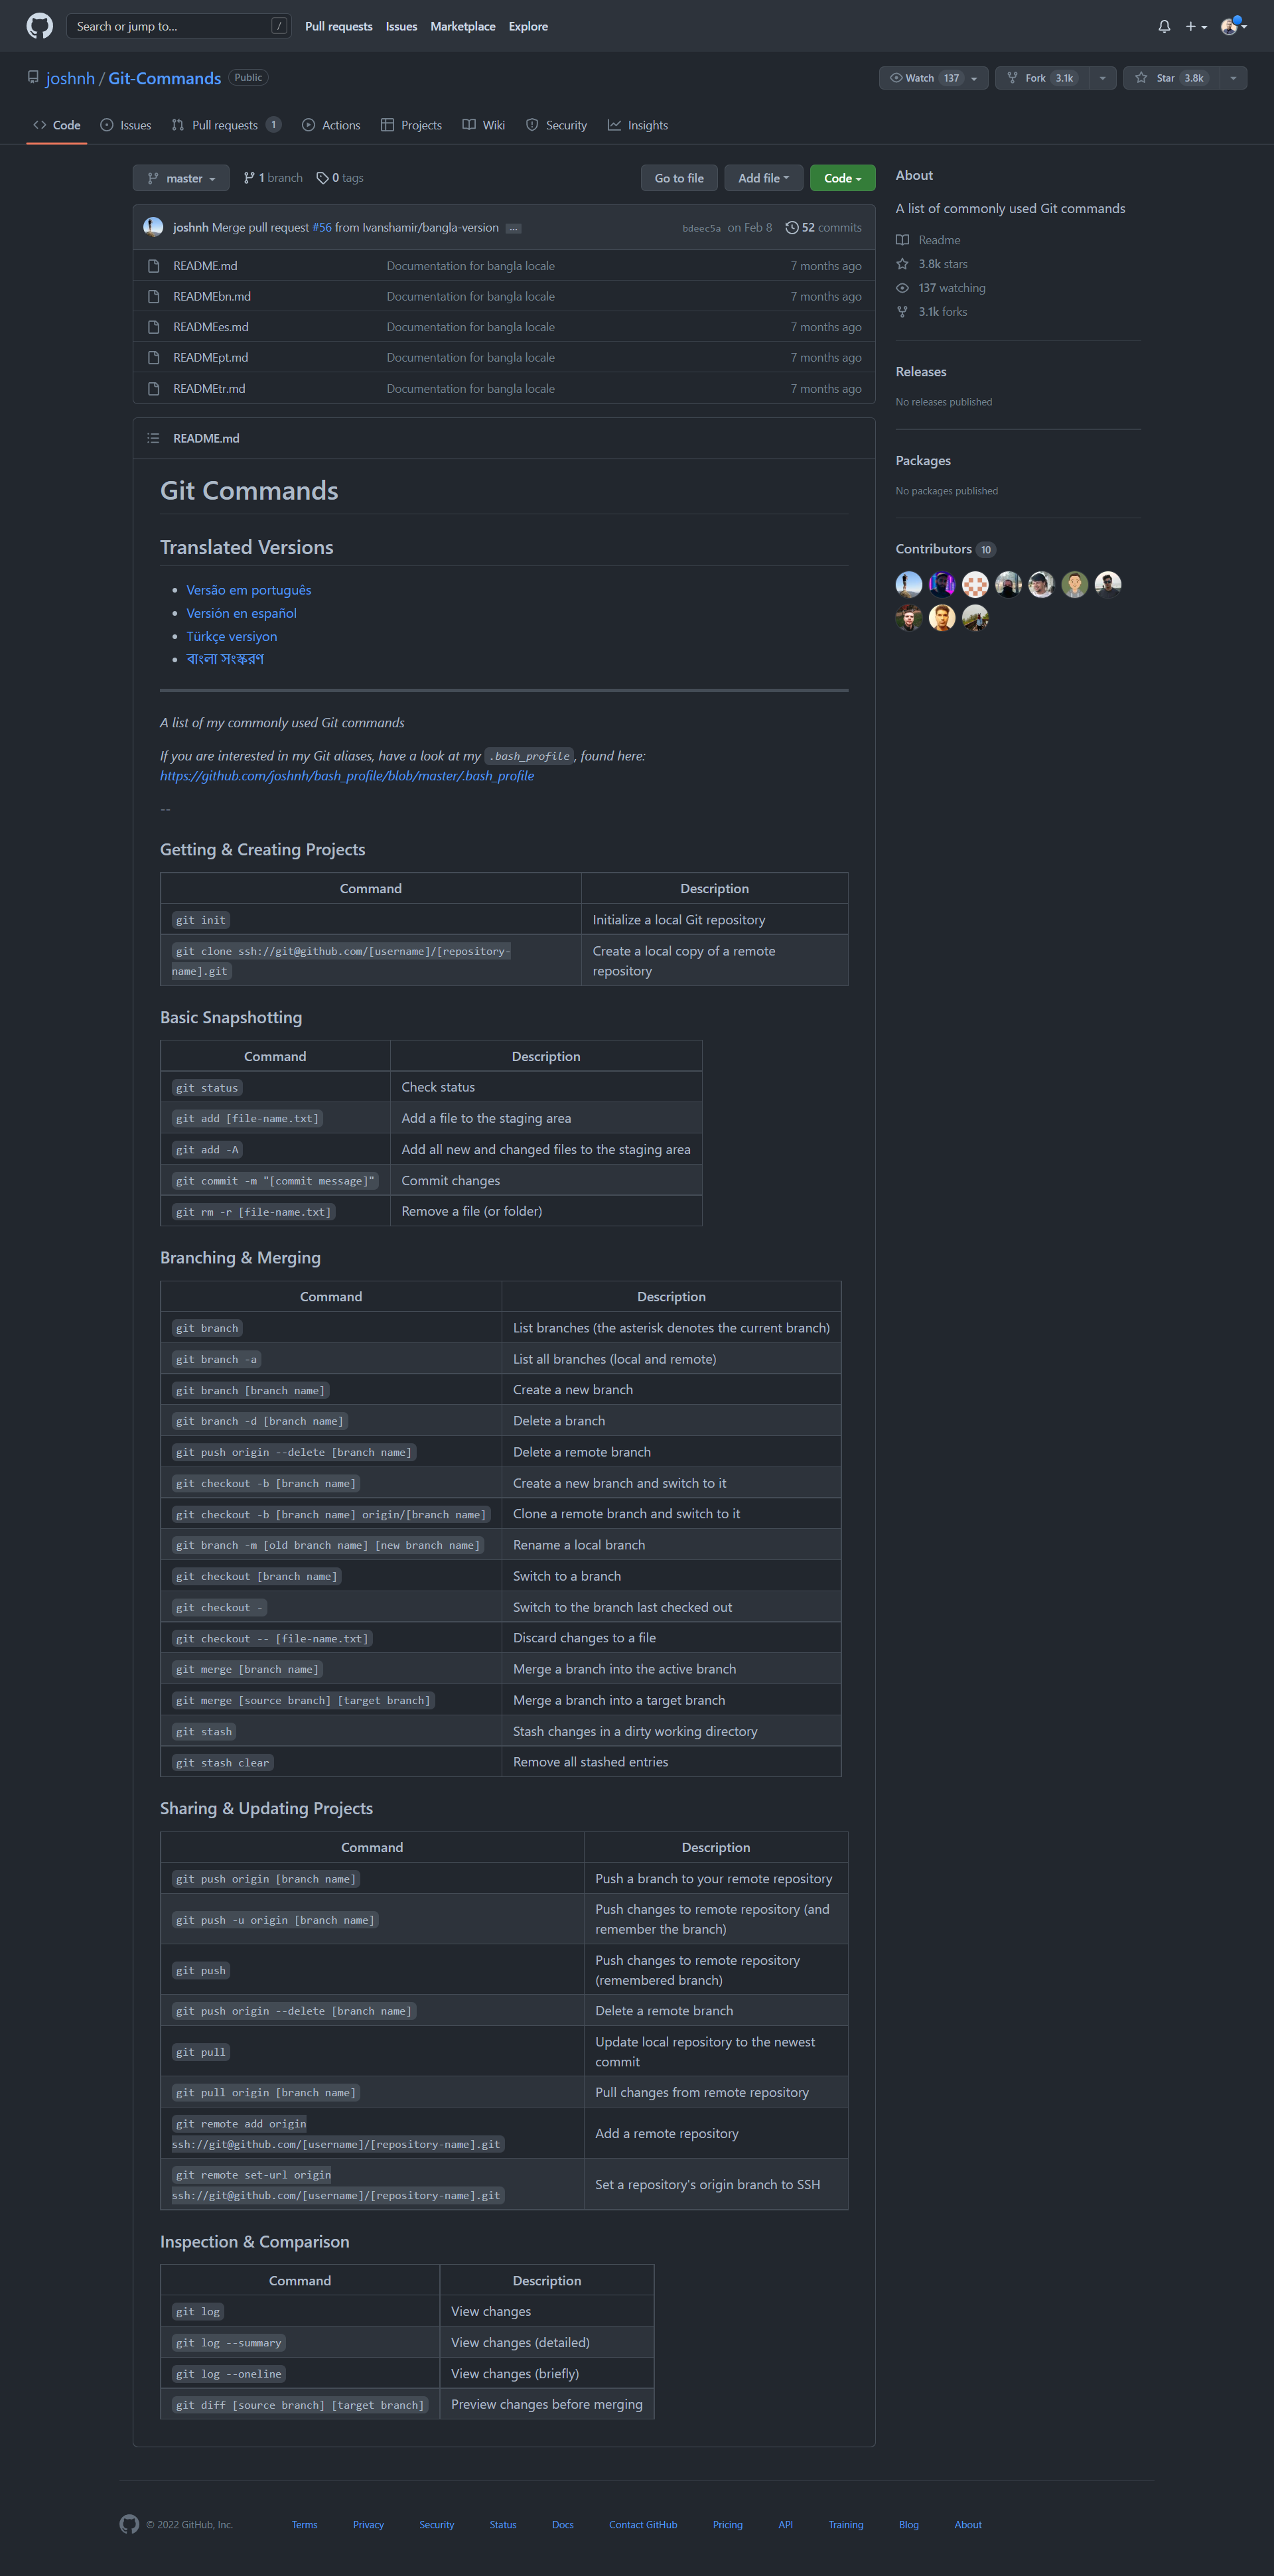 Search or jump to... /
Pull requests Issues Marketplace Explore
joshnh / Git-Commands Public
Watch 137 Fork 3.1k Star 3.8k
Code Issues Pull requests 1 Actions Projects Wiki Security Insights
master 1 branch 0 tags Go to file Add file Code
joshnh Merge pull request #56 from Ivanshamir/bangla-version ... bdeec5a on Feb 8 52 commits
README.md Documentation for bangla locale 7 months ago
READMEbn.md Documentation for bangla locale 7 months ago
READMEes.md Documentation for bangla locale 7 months ago
READMEpt.md Documentation for bangla locale 7 months ago
READMEtr.md Documentation for bangla locale 7 months ago
README.md
Git Commands
Translated Versions
Versão em português
Versión en español
Türkçe versiyon
বাংলা সংস্করণ
A list of my commonly used Git commands
If you are interested in my Git aliases, have a look at my .bash_profile, found here:
https://github.com/joshnh/bash_profile/blob/master/.bash_profile
--
Getting & Creating Projects
Command Description
git init Initialize a local Git repository
git clone ssh://git@github.com/[username]/[repository-
name].git
Create a local copy of a remote
repository
Basic Snapshotting
Command Description
git status Check status
git add [file-name.txt] Add a file to the staging area
git add -A Add all new and changed files to the staging area
git commit -m "[commit message]" Commit changes
git rm -r [file-name.txt] Remove a file (or folder)
Branching & Merging
Command Description
git branch List branches (the asterisk denotes the current branch)
git branch -a List all branches (local and remote)
git branch [branch name] Create a new branch
git branch -d [branch name] Delete a branch
git push origin --delete [branch name] Delete a remote branch
git checkout -b [branch name] Create a new branch and switch to it
git checkout -b [branch name] origin/[branch name] Clone a remote branch and switch to it
git branch -m [old branch name] [new branch name] Rename a local branch
git checkout [branch name] Switch to a branch
git checkout - Switch to the branch last checked out
git checkout -- [file-name.txt] Discard changes to a file
git merge [branch name] Merge a branch into the active branch
git merge [source branch] [target branch] Merge a branch into a target branch
git stash Stash changes in a dirty working directory
git stash clear Remove all stashed entries
Sharing & Updating Projects
Command Description
git push origin [branch name] Push a branch to your remote repository
git push -u origin [branch name]
Push changes to remote repository (and
remember the branch)
git push
Push changes to remote repository
(remembered branch)
git push origin --delete [branch name] Delete a remote branch
git pull
Update local repository to the newest
commit
git pull origin [branch name] Pull changes from remote repository
git remote add origin
ssh://git@github.com/[username]/[repository-name].git
Add a remote repository
git remote set-url origin
ssh://git@github.com/[username]/[repository-name].git
Set a repository's origin branch to SSH
Inspection & Comparison
Command Description
git log View changes
git log --summary View changes (detailed)
git log --oneline View changes (briefly)
git diff [source branch] [target branch] Preview changes before merging
About
A list of commonly used Git commands
Readme
3.8k stars
137 watching
3.1k forks
Releases
No releases published
Packages
No packages published
Contributors 10
© 2022 GitHub, Inc. Terms Privacy Security Status Docs Contact GitHub Pricing API Training Blog About